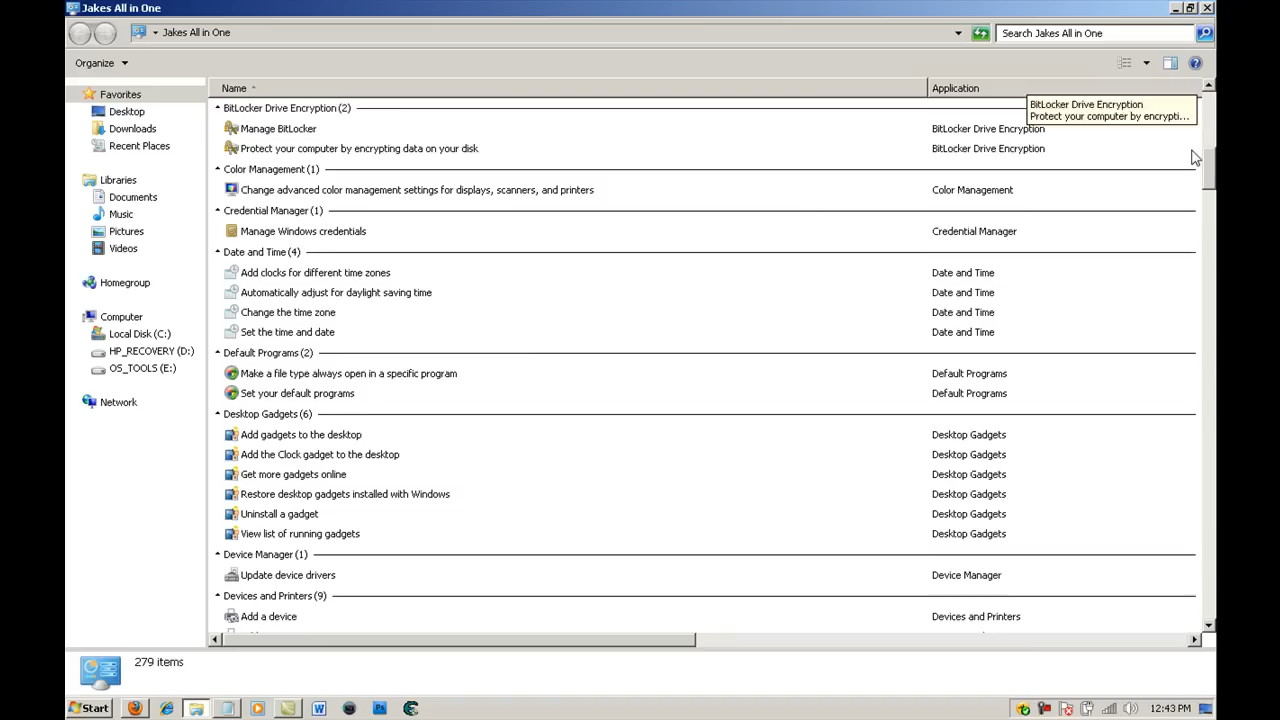 Jakes All in One
Jakes All in One
Search Jakes All in One
Organize
Favorites
Desktop
Downloads
Recent Places
Libraries
Documents
Music
Pictures
Videos
Homegroup
Computer
Local Disk (C:)
HP_RECOVERY (D:)
OS_TOOLS (E:)
Network
Name Application
BitLocker Drive Encryption
Protect your computer by encrypti...
BitLocker Drive Encryption (2)
Manage BitLocker BitLocker Drive Encryption
Protect your computer by encrypting data on your disk BitLocker Drive Encryption
Color Management (1)
Change advanced color management settings for displays, scanners, and printers Color Management
Credential Manager (1)
Manage Windows credentials Credential Manager
Date and Time (4)
Add clocks for different time zones Date and Time
Automatically adjust for daylight saving time Date and Time
Change the time zone Date and Time
Set the time and date Date and Time
Default Programs (2)
Make a file type always open in a specific program Default Programs
Set your default programs Default Programs
Desktop Gadgets (6)
Add gadgets to the desktop Desktop Gadgets
Add the Clock gadget to the desktop Desktop Gadgets
Get more gadgets online Desktop Gadgets
Restore desktop gadgets installed with Windows Desktop Gadgets
Uninstall a gadget Desktop Gadgets
View list of running gadgets Desktop Gadgets
Device Manager (1)
Update device drivers Device Manager
Devices and Printers (9)
Add a device Devices and Printers
279 items
Start 12:43 PM